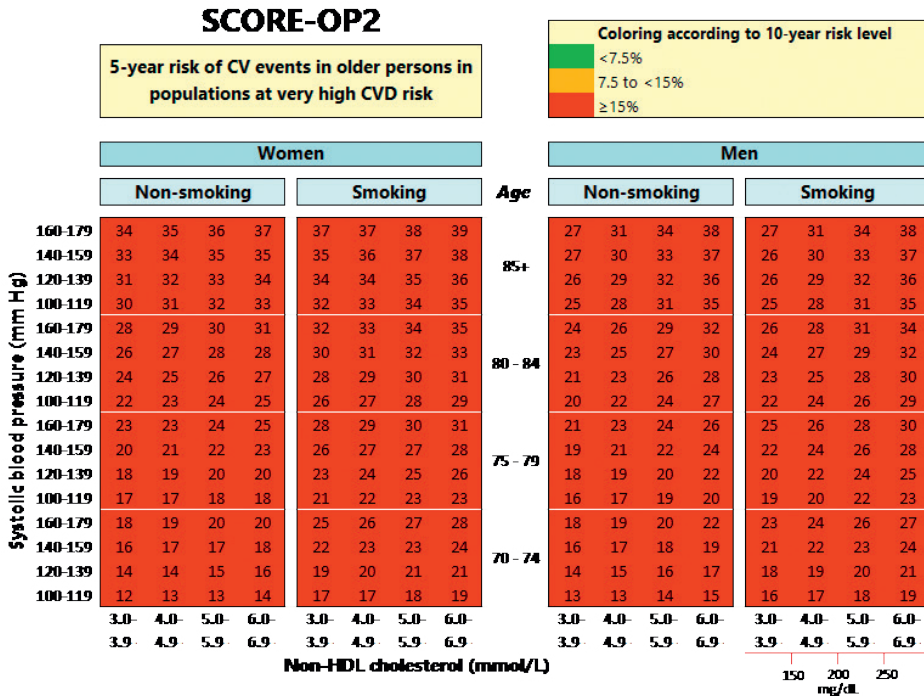 SCORE-OP2
5-year risk of CV events in older persons in
populations at very high CVD risk
Coloring according to 10-year risk level
<7.5%
7.5 to <15%
≥15%
Women Men
Non-smoking Smoking Age Non-smoking Smoking
Systolic blood pressure (mm Hg)
160-179 34 35 36 37 37 37 38 39 27 31 34 38 27 31 34 38
140-159 33 34 35 35 35 36 37 38 27 30 33 37 26 30 33 37
85+
120-139 31 32 33 34 34 34 35 36 26 29 32 36 26 29 32 36
100-119 30 31 32 33 32 33 34 35 25 28 31 35 25 28 31 35
160-179 28 29 30 31 32 33 34 35 24 26 29 32 26 28 31 34
140-159 26 27 28 28 30 31 32 33 23 25 27 30 24 27 29 32
80 - 84
120-139 24 25 26 27 28 29 30 31 21 23 26 28 23 25 28 30
100-119 22 23 24 25 26 27 28 29 20 22 24 27 22 24 26 29
160-179 23 23 24 25 28 29 30 31 21 23 24 26 25 26 28 30
140-159 20 21 22 23 26 27 27 28 19 21 22 24 22 24 26 28
75 - 79
120-139 18 19 20 20 23 24 25 26 18 19 20 22 20 22 24 25
100-119 17 17 18 18 21 22 23 23 16 17 19 20 19 20 22 23
160-179 18 19 20 20 25 26 27 28 18 19 20 22 23 24 26 27
140-159 16 17 17 18 22 23 23 24 16 17 18 19 21 22 23 24
70 - 74
120-139 14 14 15 16 19 20 21 21 14 15 16 17 18 19 20 21
100-119 12 13 13 14 17 17 18 19 13 13 14 15 16 17 18 19
3.0- 4.0- 5.0- 6.0- 3.0- 4.0- 5.0- 6.0- 3.0- 4.0- 5.0- 6.0- 3.0- 4.0- 5.0- 6.0-
3.9 4.9 5.9 6.9 3.9 4.9 5.9 6.9 3.9 4.9 5.9 6.9 3.9 4.9 5.9 6.9
Non-HDL cholesterol (mmol/L)
150 200 250
mg/dL